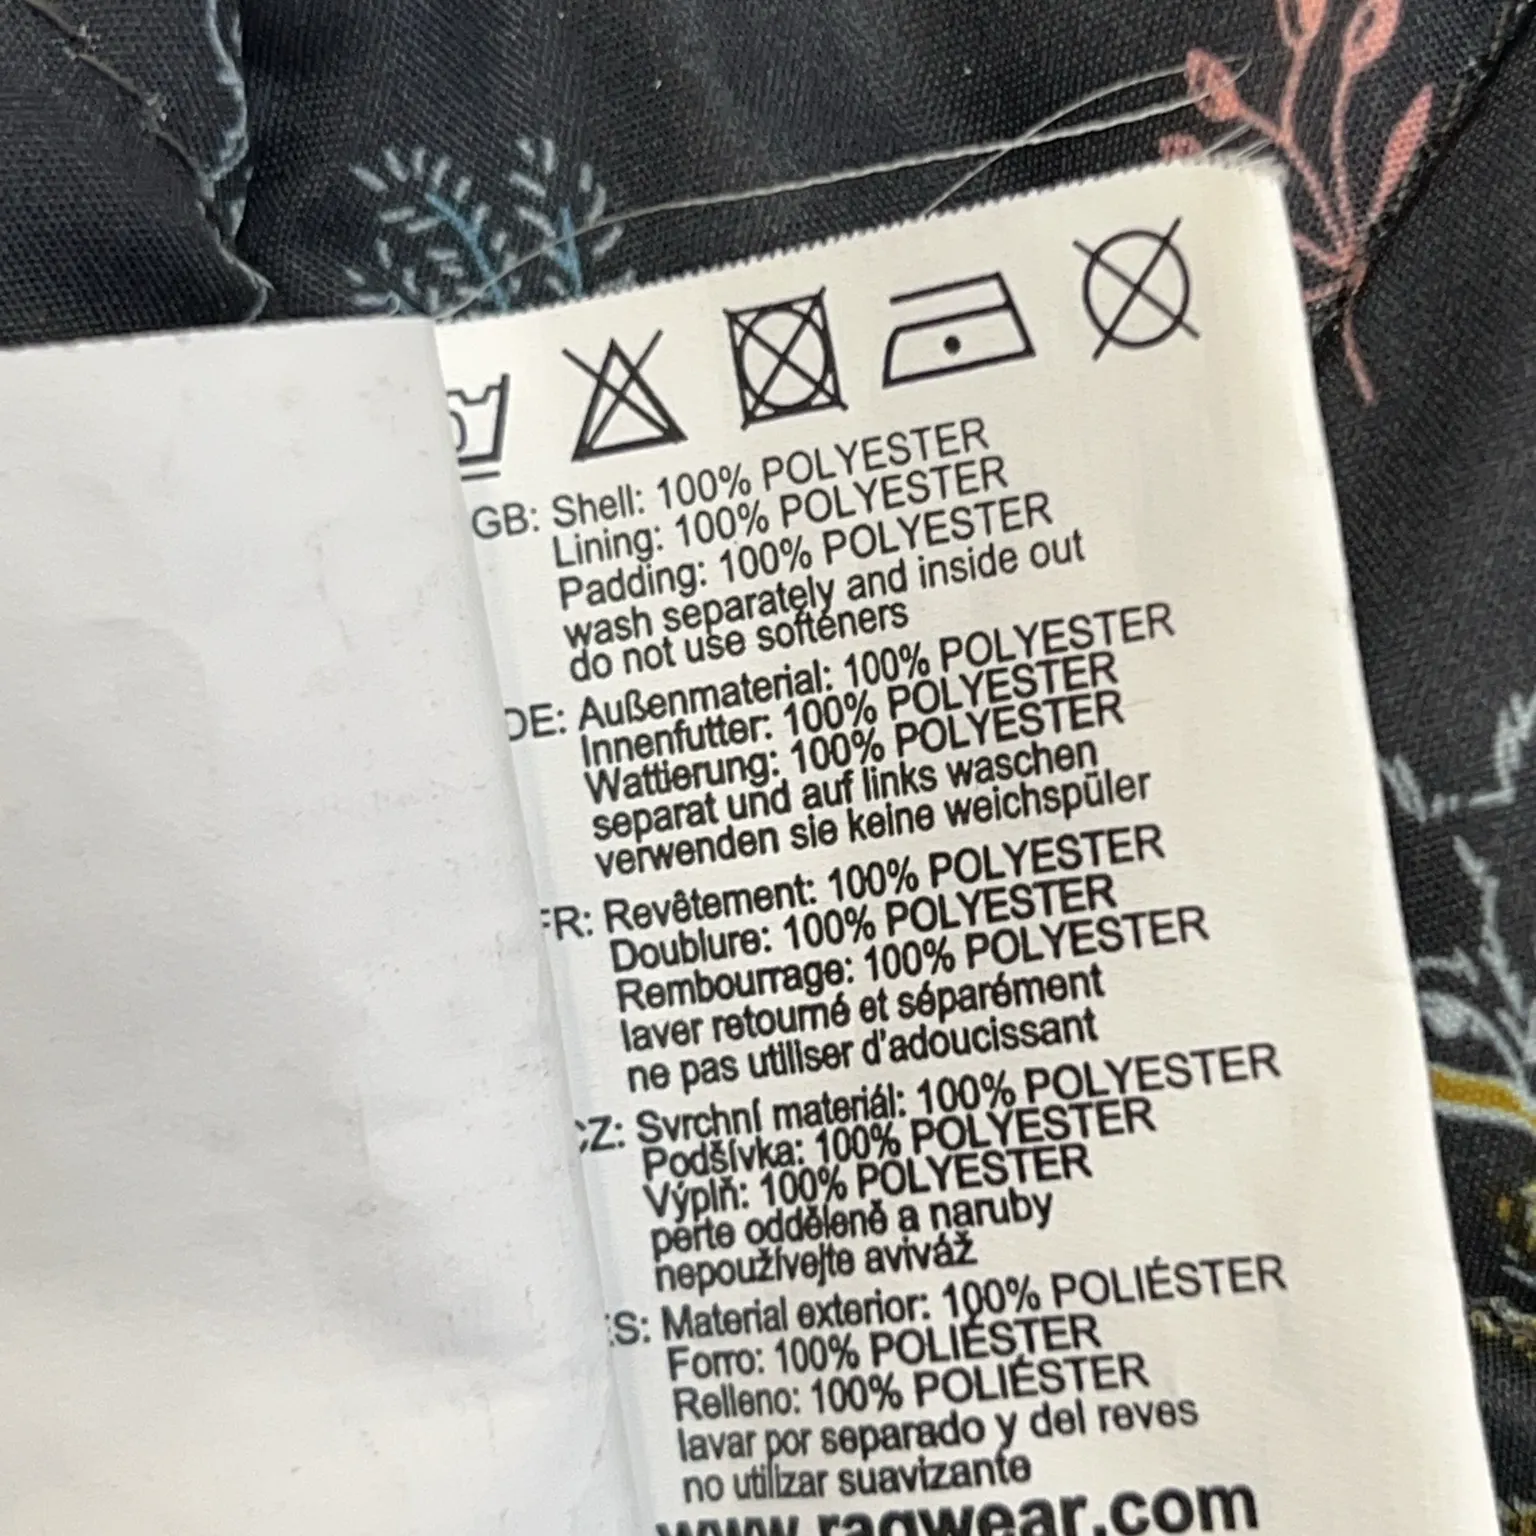 GB: Shell: 100% POLYESTER
Lining: 100% POLYESTER
Padding: 100% POLYESTER
wash separately and inside out
do not use softeners
DE: Außenmaterial: 100% POLYESTER
Innenfutter: 100% POLYESTER
Wattierung: 100% POLYESTER
separat und auf links waschen
verwenden sie keine weichspüler
FR: Revêtement: 100% POLYESTER
Doublure: 100% POLYESTER
Rembourrage: 100% POLYESTER
laver retourné et séparément
ne pas utiliser d'adoucissant
CZ: Svrchní materiál: 100% POLYESTER
Podšívka: 100% POLYESTER
Výplň: 100% POLYESTER
perte odděleně a naruby
nepoužívejte aviváž
ES: Material exterior: 100% POLIÉSTER
Forro: 100% POLIÉSTER
Relleno: 100% POLIÉSTER
lavar por separado y del reves
no utilizar suavizante
www.ragwear.com